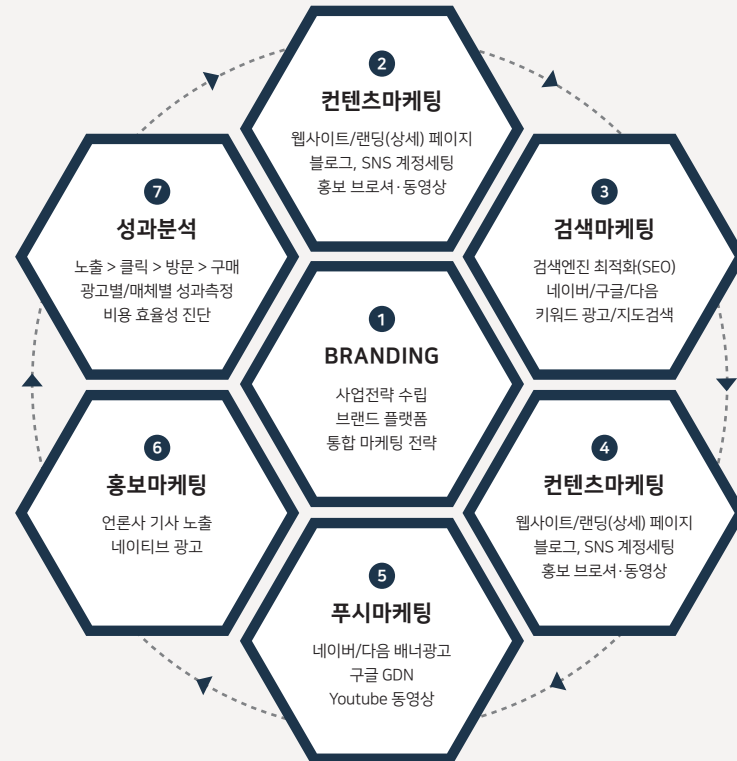 1
BRANDING
사업전략 수립
브랜드 플랫폼
통합 마케팅 전략
2
컨텐츠마케팅
웹사이트/랜딩(상세) 페이지
블로그, SNS 계정세팅
홍보 브로셔·동영상
3
검색마케팅
검색엔진 최적화(SEO)
네이버/구글/다음
키워드 광고/지도검색
4
컨텐츠마케팅
웹사이트/랜딩(상세) 페이지
블로그, SNS 계정세팅
홍보 브로셔·동영상
5
푸시마케팅
네이버/다음 배너광고
구글 GDN
Youtube 동영상
6
홍보마케팅
언론사 기사 노출
네이티브 광고
7
성과분석
노출 > 클릭 > 방문 > 구매
광고별/매체별 성과측정
비용 효율성 진단